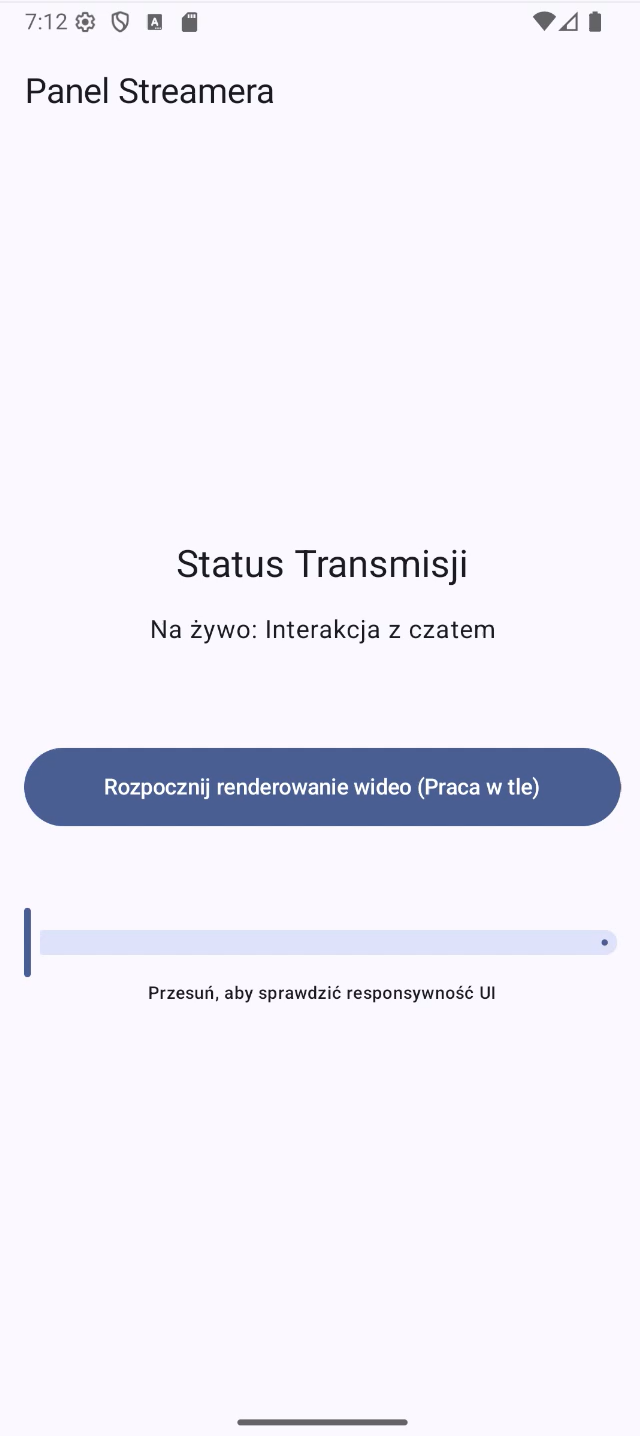 7:12
Panel Streamera
Status Transmisji
Na żywo: Interakcja z czatem
Rozpocznij renderowanie wideo (Praca w tle)
Przesuń, aby sprawdzić responsywność UI